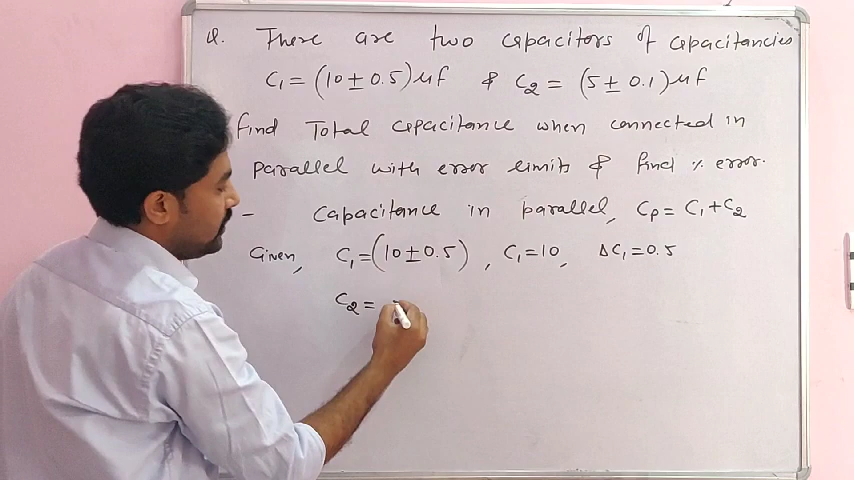 Q. There are two capacitors of capacitancies
C₁ = (10 ± 0.5) μf & C₂ = (5 ± 0.1) μf
find Total capacitance when connected in
parallel with error limits & find % error.
- Capacitance in parallel, Cp = C₁ + C₂
Given, C₁ = (10 ± 0.5), C₁ = 10, ΔC₁ = 0.5
C₂ =